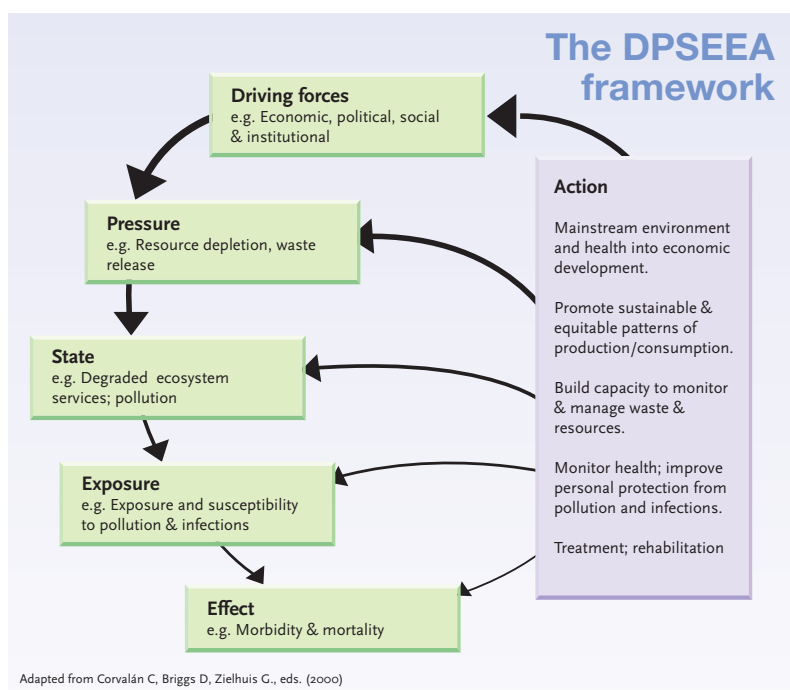 The DPSEEA
framework
Driving forces
e.g. Economic, political, social
& institutional
Pressure
e.g. Resource depletion, waste
release
State
e.g. Degraded ecosystem
services; pollution
Exposure
e.g. Exposure and susceptibility
to pollution & infections
Effect
e.g. Morbidity & mortality
Action
Mainstream environment
and health into economic
development.
Promote sustainable &
equitable patterns of
production/consumption.
Build capacity to monitor
& manage waste &
resources.
Monitor health; improve
personal protection from
pollution and infections.
Treatment; rehabilitation
Adapted from Corvalán C, Briggs D, Zielhuis G., eds. (2000)